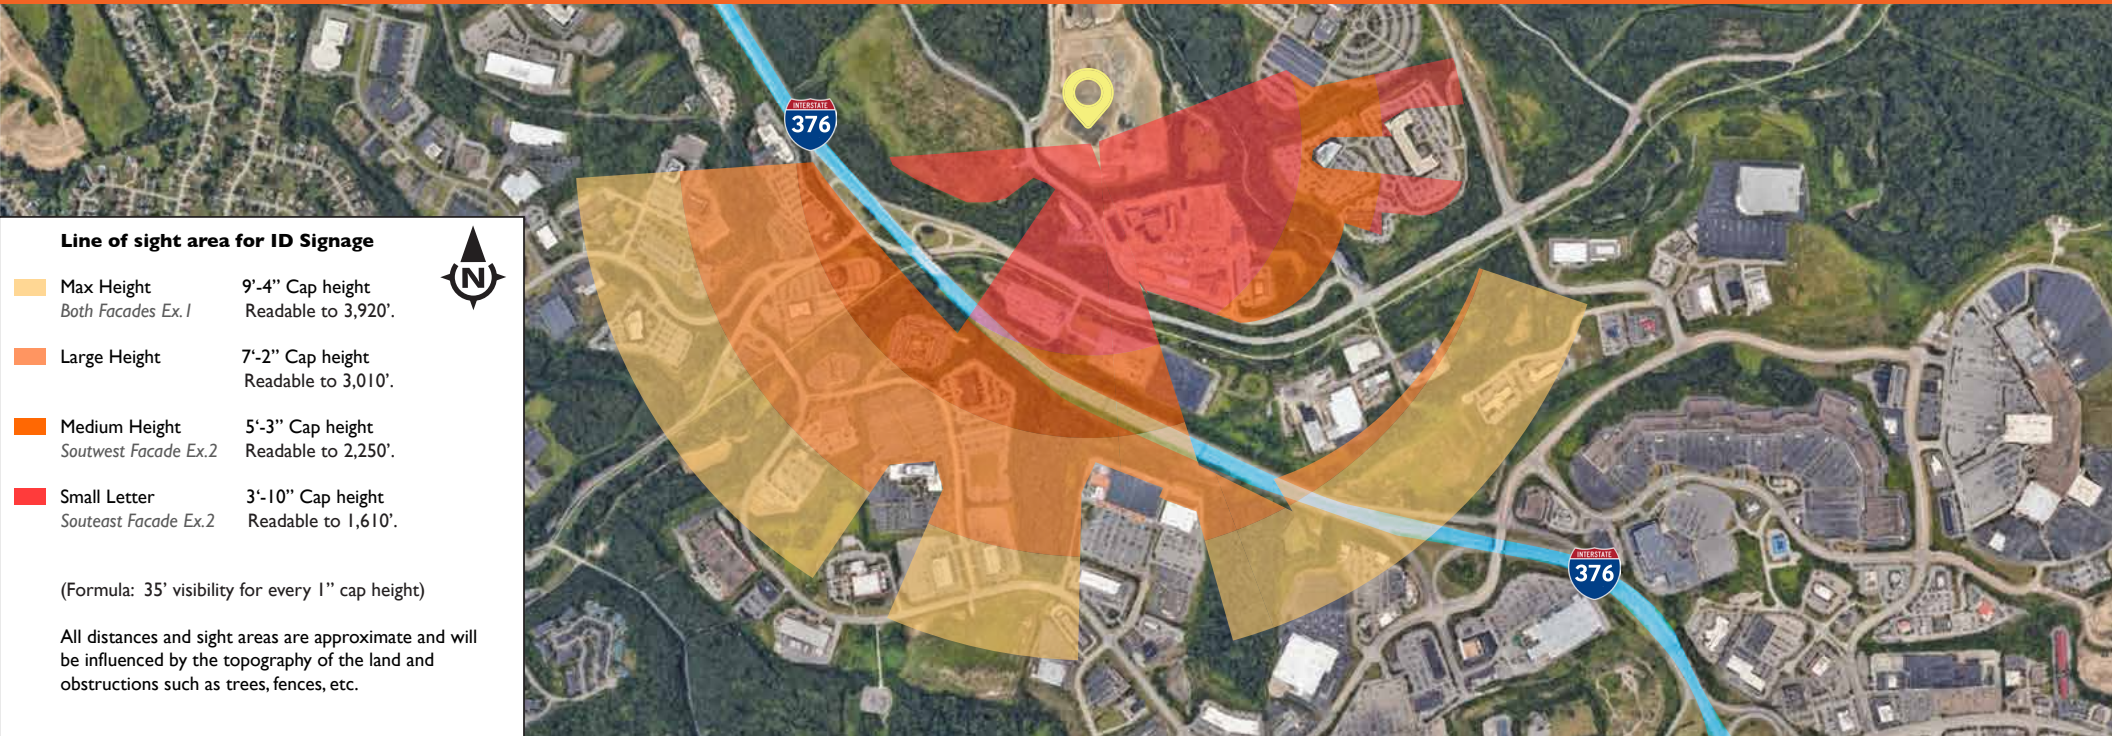 INTERSTATE
376
Line of sight area for ID Signage
N
Max Height 9'-4” Cap height
Both Facades Ex.1 Readable to 3,920'.
Large Height 7‘-2” Cap height
Readable to 3,010'.
Medium Height 5‘-3” Cap height
Soutwest Facade Ex.2 Readable to 2,250'.
Small Letter 3‘-10” Cap height
Souteast Facade Ex.2 Readable to 1,610'.
(Formula: 35’ visibility for every 1” cap height)
All distances and sight areas are approximate and will
be influenced by the topography of the land and
obstructions such as trees, fences, etc.
INTERSTATE
376